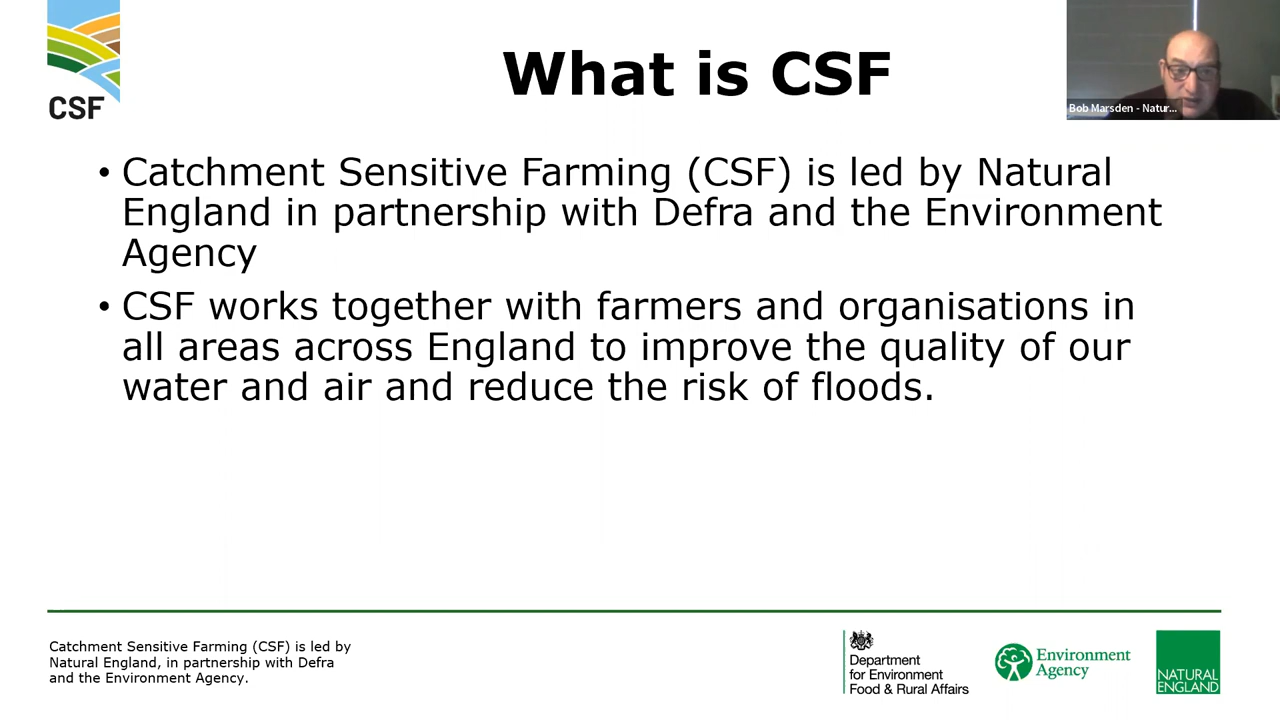 CSF
What is CSF
Bob Marsden - Natur...
• Catchment Sensitive Farming (CSF) is led by Natural
England in partnership with Defra and the Environment
Agency
• CSF works together with farmers and organisations in
all areas across England to improve the quality of our
water and air and reduce the risk of floods.
Catchment Sensitive Farming (CSF) is led by
Natural England, in partnership with Defra
and the Environment Agency.
Department
for Environment
Food & Rural Affairs
Environment
Agency
NATURAL
ENGLAND